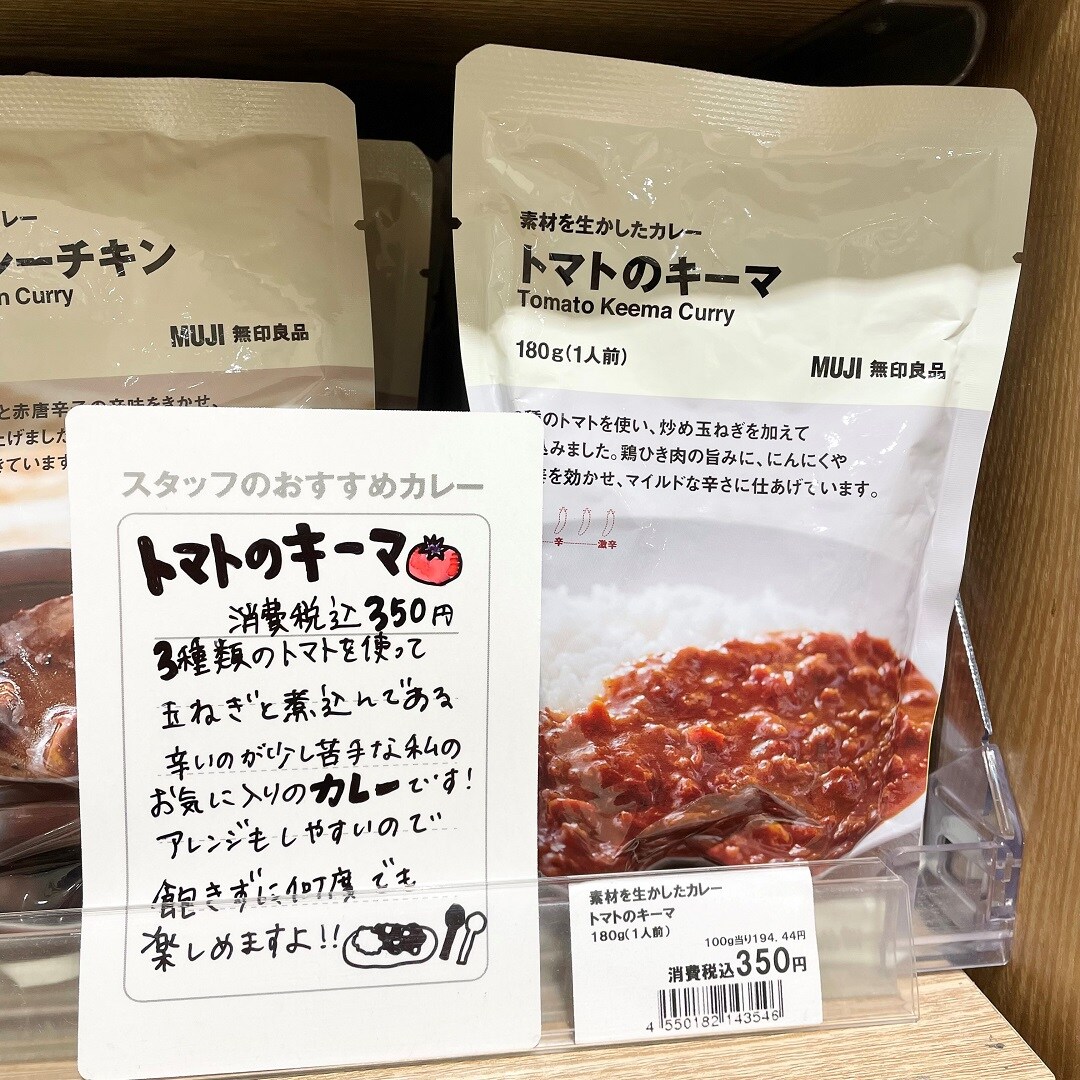 レー
レーチキン
n Curry
MUJI 無印良品
と赤唐辛子の辛味をきかせ、
上げました
きています
素材を生かしたカレー
トマトのキーマ
Tomato Keema Curry
180g(1人前)
MUJI 無印良品
種のトマトを使い、炒め玉ねぎを加えて
込みました。鶏ひき肉の旨みに、にんにくや
を効かせ、マイルドな辛さに仕あげています。
辛 激辛
スタッフのおすすめカレー
トマトのキーマ
消費税込350円
3種類のトマトを使って
玉ねぎと煮込んである
辛いのが少し苦手な私の
お気に入りのカレーです!
アレンジもしやすいので
飽きずに何度でも
楽しめますよ!!
素材を生かしたカレー
トマトのキーマ
180g(1人前)
100g当り194.44円
消費税込350円
4 550182 143546